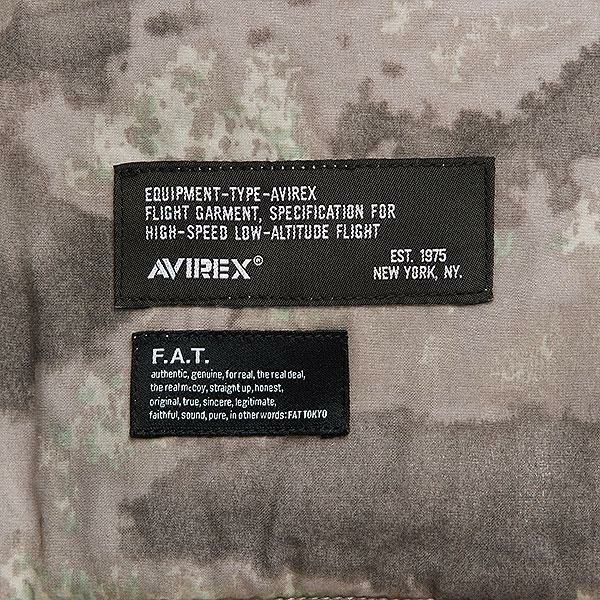 EQUIPMENT-TYPE-AVIREX
FLIGHT GARMENT, SPECIFICATION FOR
HIGH-SPEED LOW-ALTITUDE FLIGHT
AVIREX®
EST. 1975
NEW YORK, NY.
F.A.T.
authentic, genuine, for real, the real deal,
the real mccoy, straight up, honest,
original, true, sincere, legitimate,
faithful, sound, pure, in other words: FAT TOKYO